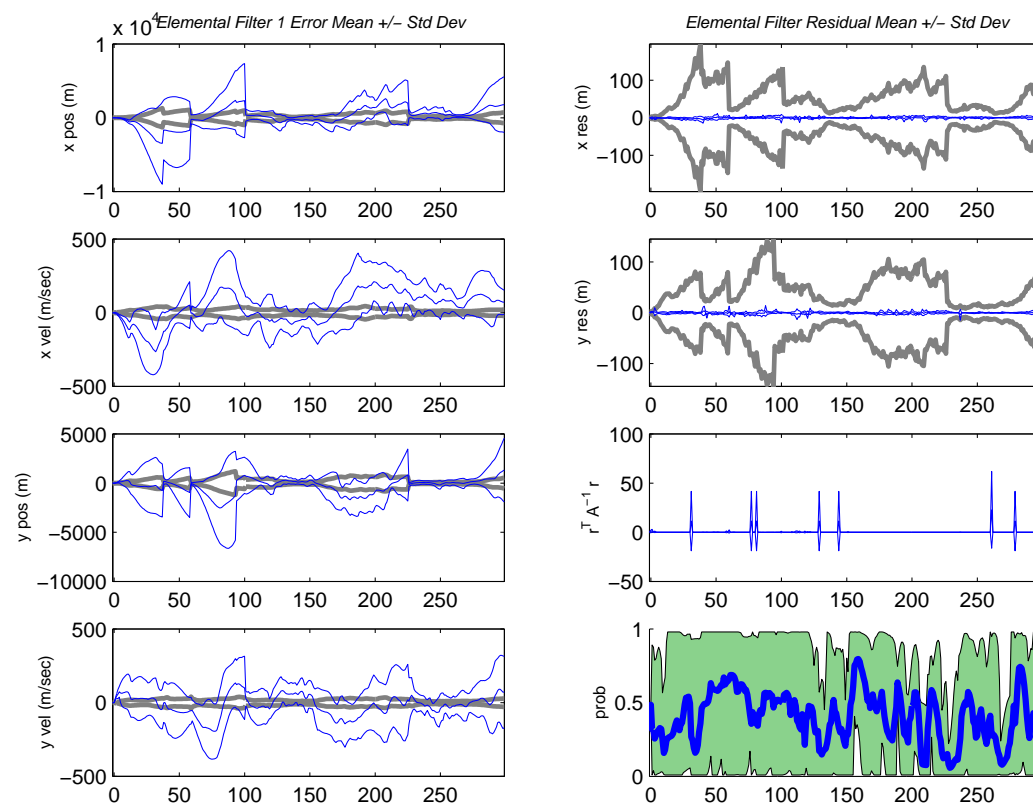 Elemental Filter 1 Error Mean +/− Std Dev
x 10^4
1
0
−1
x pos (m)
0 50 100 150 200 250
500
0
−500
x vel (m/sec)
0 50 100 150 200 250
5000
0
−5000
−10000
y pos (m)
0 50 100 150 200 250
500
0
−500
y vel (m/sec)
0 50 100 150 200 250
Elemental Filter Residual Mean +/− Std Dev
100
0
−100
x res (m)
0 50 100 150 200 250
100
0
−100
y res (m)
0 50 100 150 200 250
100
50
0
−50
r^T A^−1 r
0 50 100 150 200 250
1
0.5
0
prob
0 50 100 150 200 250